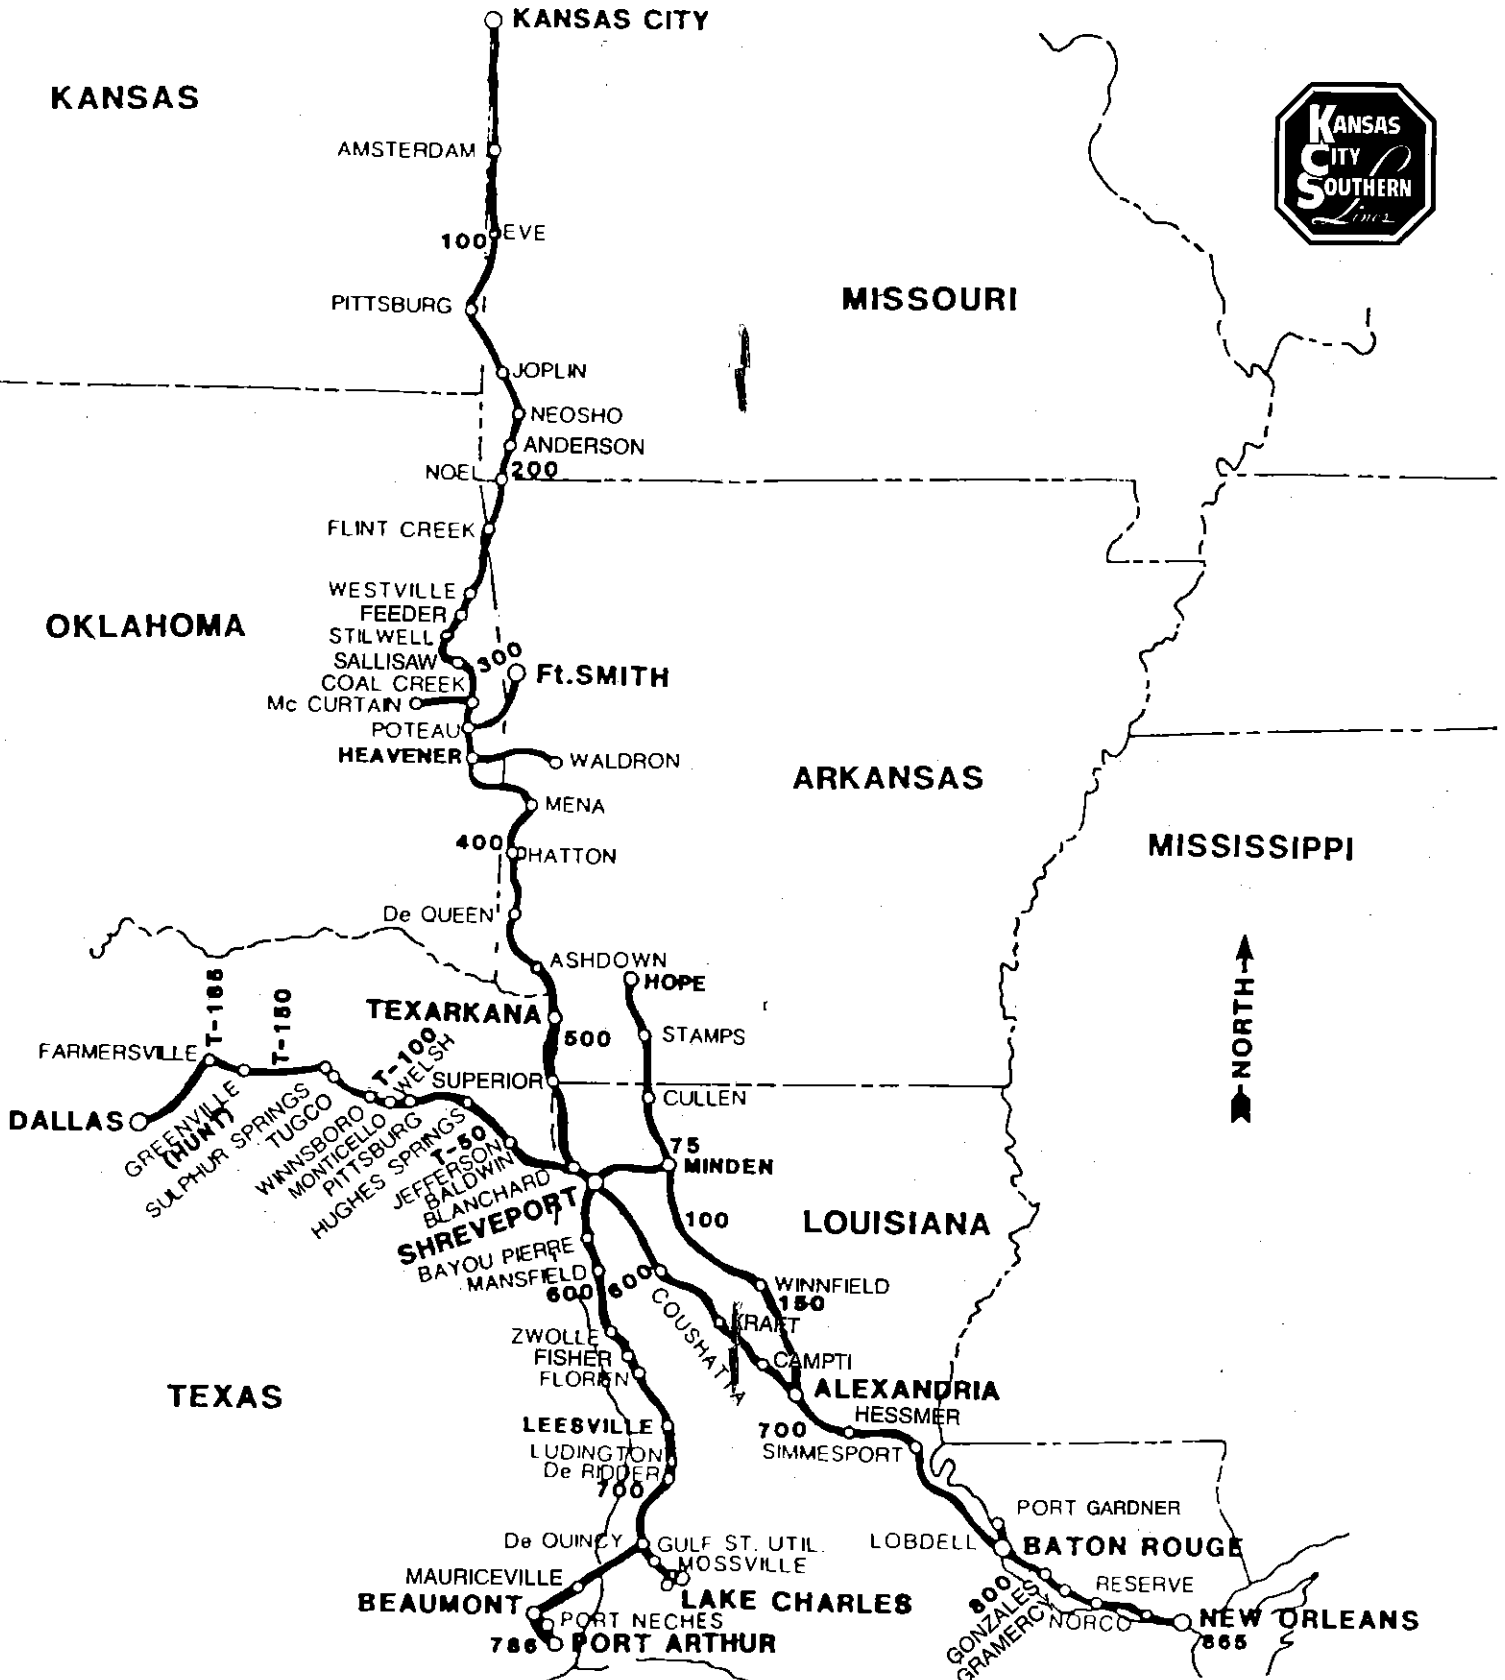 KANSAS CITY
KANSAS
KANSAS
CITY
SOUTHERN
Lines
AMSTERDAM
100
EVE
PITTSBURG
MISSOURI
JOPLIN
NEOSHO
ANDERSON
NOEL
200
FLINT CREEK
WESTVILLE
FEEDER
OKLAHOMA
STILWELL
SALLISAW
300
Ft.SMITH
COAL CREEK
Mc CURTAIN
POTEAU
HEAVENER
WALDRON
ARKANSAS
MENA
400
HATTON
MISSISSIPPI
De QUEEN
ASHDOWN
HOPE
TEXARKANA
500
STAMPS
NORTH
T-185
T-150
T-100
WELSH
FARMERSVILLE
SUPERIOR
CULLEN
DALLAS
GREENVILLE
(HUNT)
SULPHUR SPRINGS
TUGCO
WINNSBORO
MONTICELLO
PITTSBURG
HUGHES SPRINGS
T-50
JEFFERSON
BALDWIN
BLANCHARD
SHREVEPORT
75
MINDEN
100
LOUISIANA
BAYOU PIERRE
MANSFIELD
600
600
COUSHATTA
WINNFIELD
150
KRAFT
CAMPTI
ZWOLLE
FISHER
FLORIEN
TEXAS
ALEXANDRIA
HESSMER
700
SIMMESPORT
LEESVILLE
LUDINGTON
De RIDDER
700
PORT GARDNER
De QUINCY
GULF ST. UTIL.
MOSSVILLE
LOBDELL
BATON ROUGE
MAURICEVILLE
BEAUMONT
LAKE CHARLES
PORT NECHES
786
PORT ARTHUR
800
GONZALES
GRAMERCY
RESERVE
NORCO
NEW ORLEANS
865